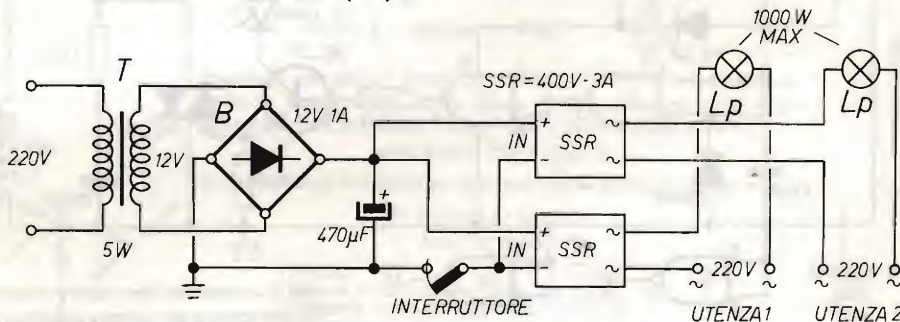 1000 W
MAX
T
SSR = 400V - 3A
B
12V 1A
Lp
Lp
+
~
IN
SSR
-
~
220V
12V
+
470µF
+
~
IN
SSR
-
~
5W
INTERRUTTORE
220V
~
~
220V
~
~
UTENZA 1
UTENZA 2